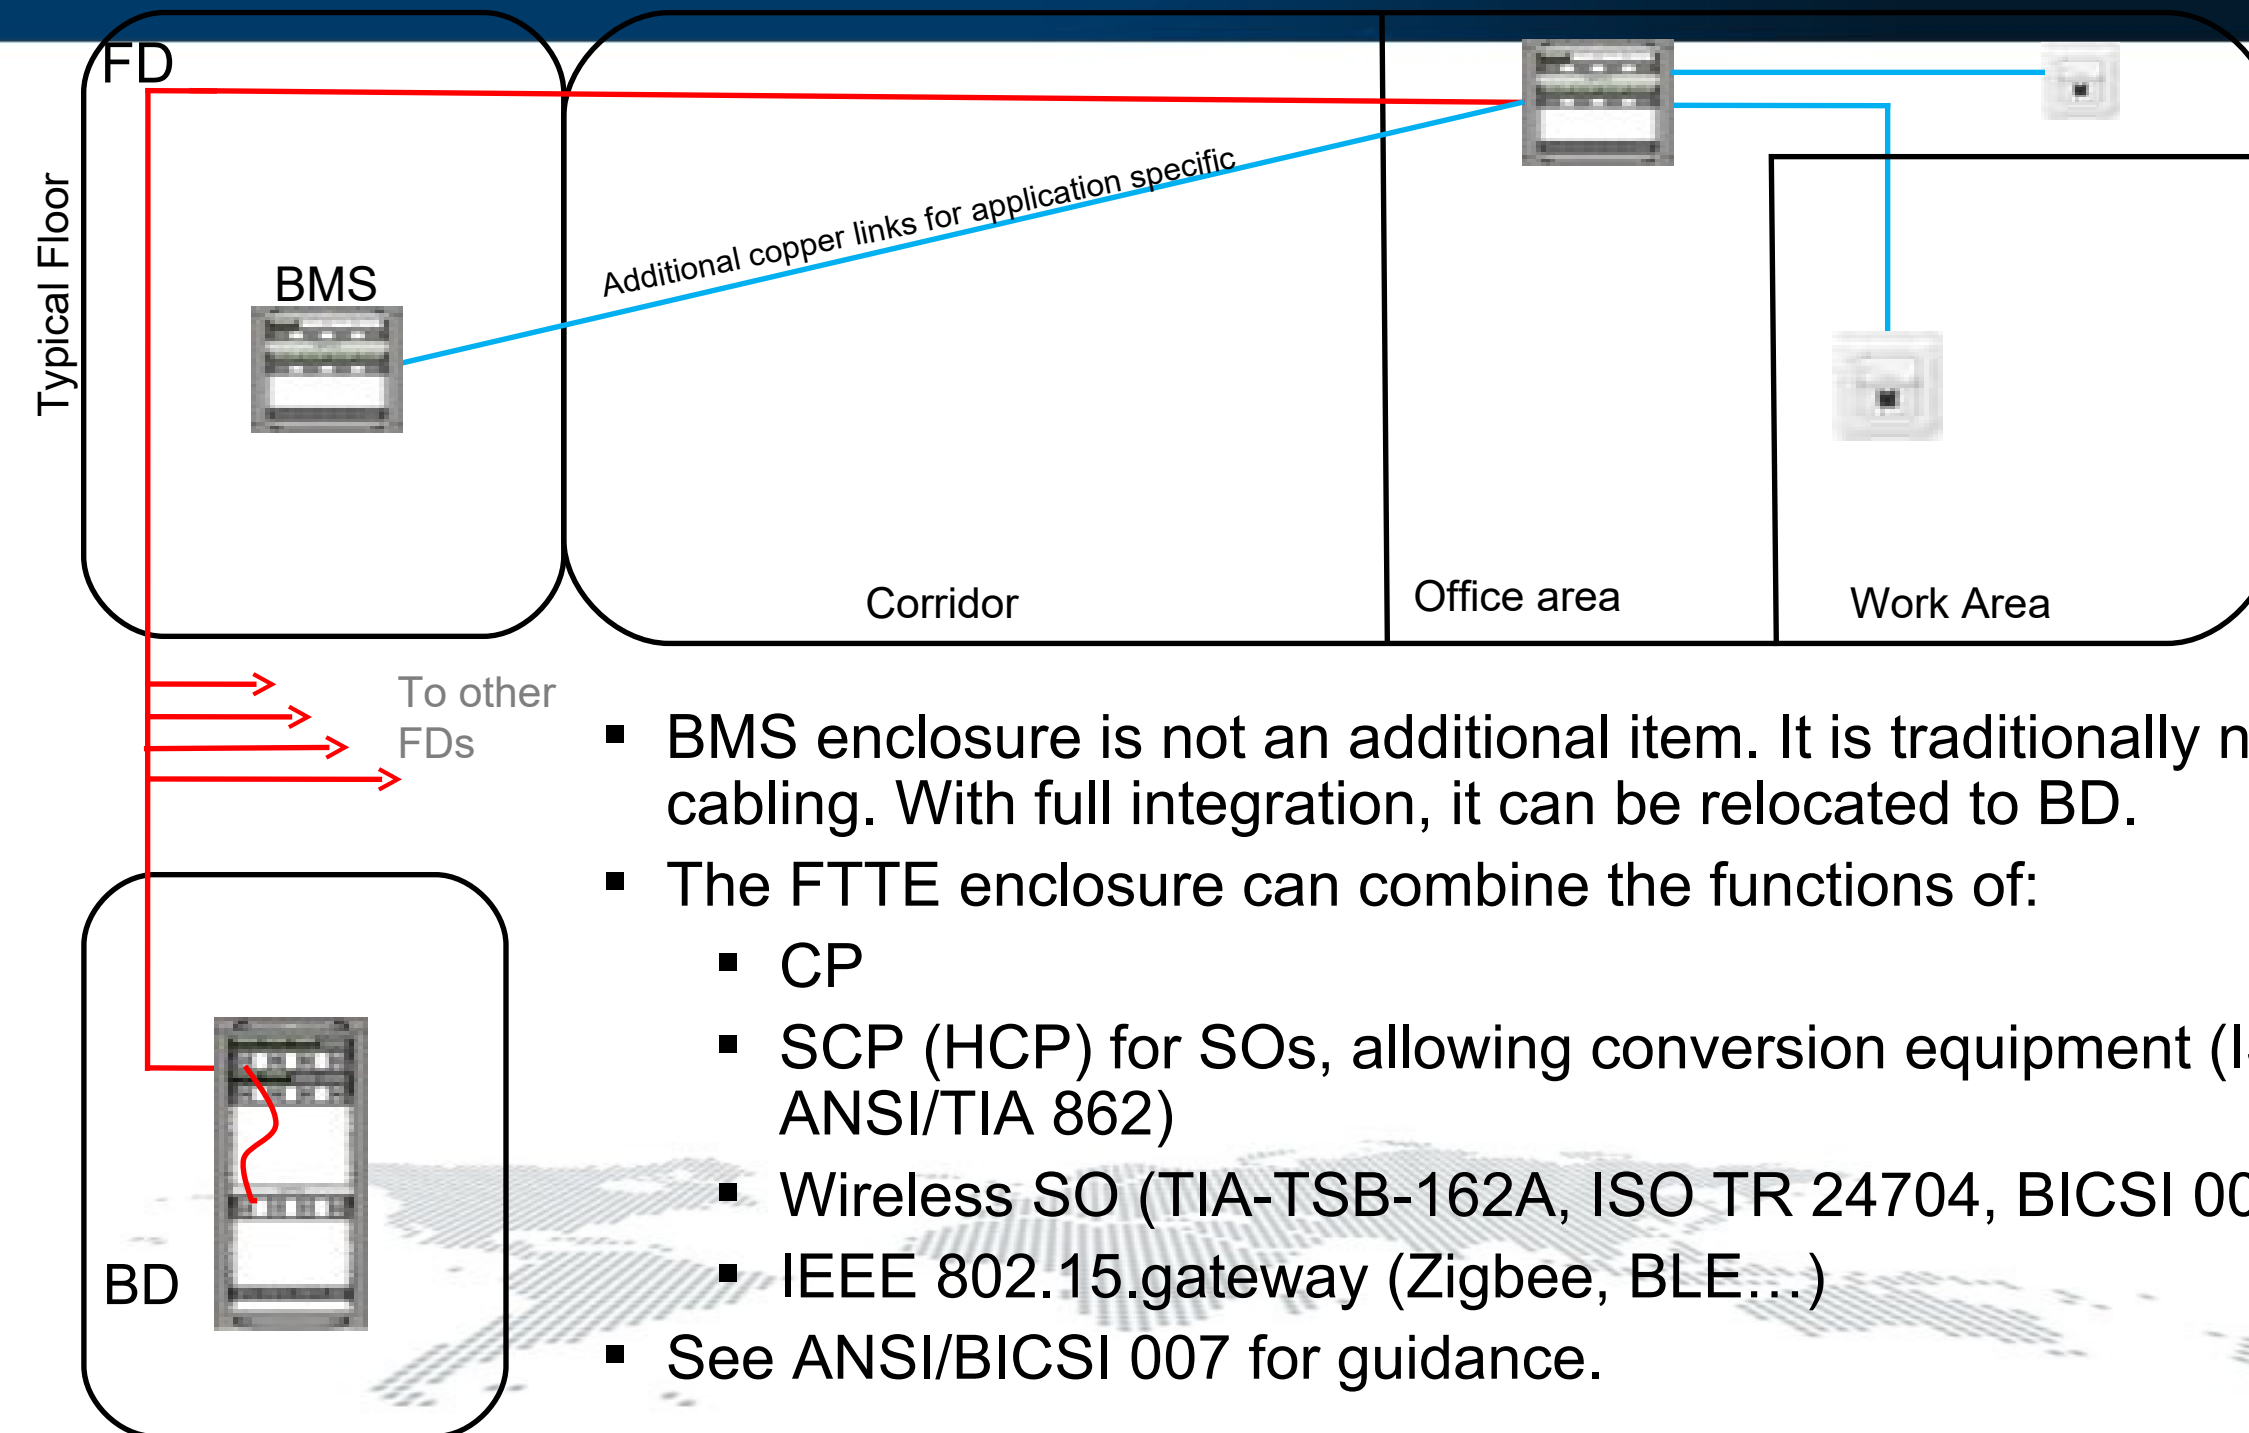 FD
Typical Floor
BMS
Additional copper links for application specific
Corridor
Office area
Work Area
To other
FDs
BD
▪ BMS enclosure is not an additional item. It is traditionally
cabling. With full integration, it can be relocated to BD.
▪ The FTTE enclosure can combine the functions of:
▪ CP
▪ SCP (HCP) for SOs, allowing conversion equipment
ANSI/TIA 862)
▪ Wireless SO (TIA-TSB-162A, ISO TR 24704, BICSI
▪ IEEE 802.15.gateway (Zigbee, BLE…)
▪ See ANSI/BICSI 007 for guidance.